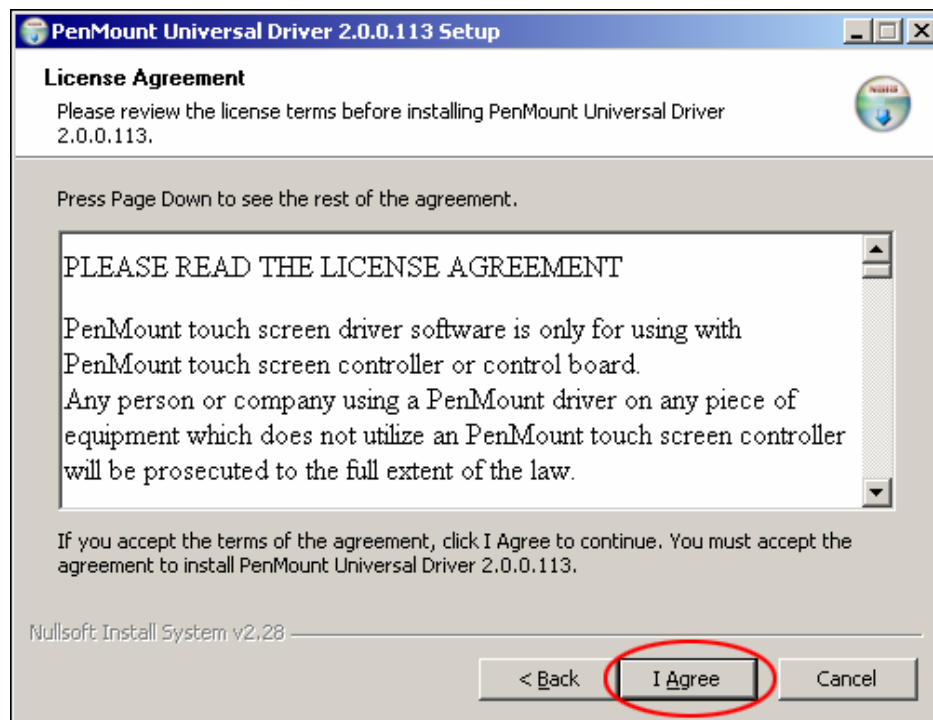 PenMount Universal Driver 2.0.0.113 Setup
License Agreement
Please review the license terms before installing PenMount Universal Driver
2.0.0.113.
Press Page Down to see the rest of the agreement.
PLEASE READ THE LICENSE AGREEMENT
PenMount touch screen driver software is only for using with
PenMount touch screen controller or control board.
Any person or company using a PenMount driver on any piece of
equipment which does not utilize an PenMount touch screen controller
will be prosecuted to the full extent of the law.
If you accept the terms of the agreement, click I Agree to continue. You must accept the
agreement to install PenMount Universal Driver 2.0.0.113.
Nullsoft Install System v2.28
< Back I Agree Cancel